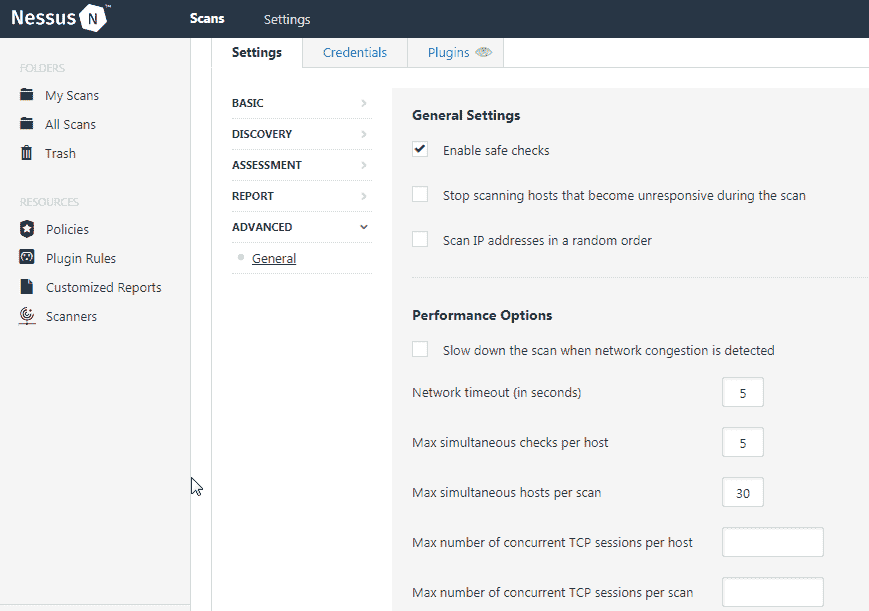 Nessus N ™
Scans
Settings
FOLDERS
My Scans
All Scans
Trash
RESOURCES
Policies
Plugin Rules
Customized Reports
Scanners
Settings
Credentials
Plugins
BASIC
DISCOVERY
ASSESSMENT
REPORT
ADVANCED
General
General Settings
Enable safe checks
Stop scanning hosts that become unresponsive during the scan
Scan IP addresses in a random order
Performance Options
Slow down the scan when network congestion is detected
Network timeout (in seconds) 5
Max simultaneous checks per host 5
Max simultaneous hosts per scan 30
Max number of concurrent TCP sessions per host
Max number of concurrent TCP sessions per scan